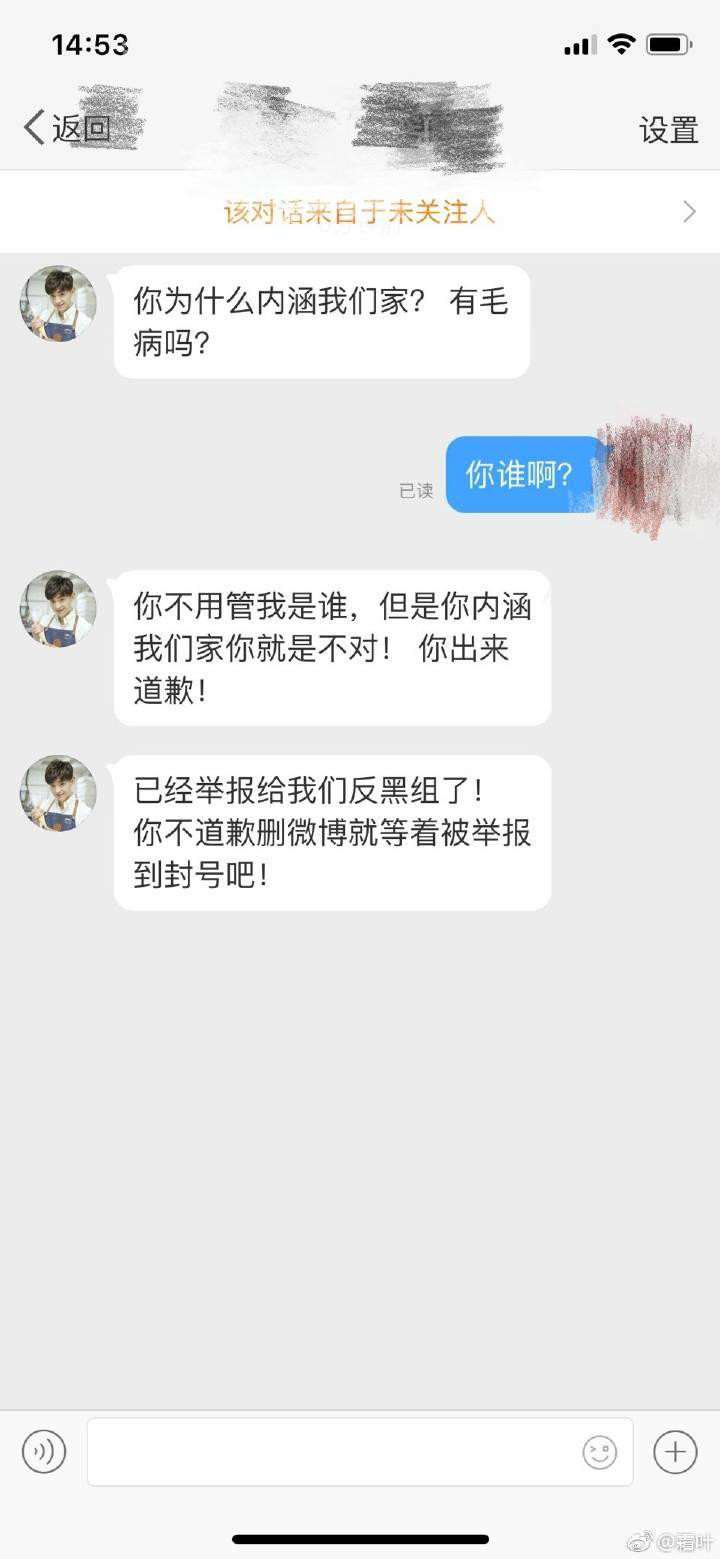 14:53
返回
设置
该对话来自于未关注人
你为什么内涵我们家? 有毛
病吗?
你谁啊?
已读
你不用管我是谁，但是你内涵
我们家你就是不对！ 你出来
道歉！
已经举报给我们反黑组了！
你不道歉删微博就等着被举报
到封号吧！
@霜叶